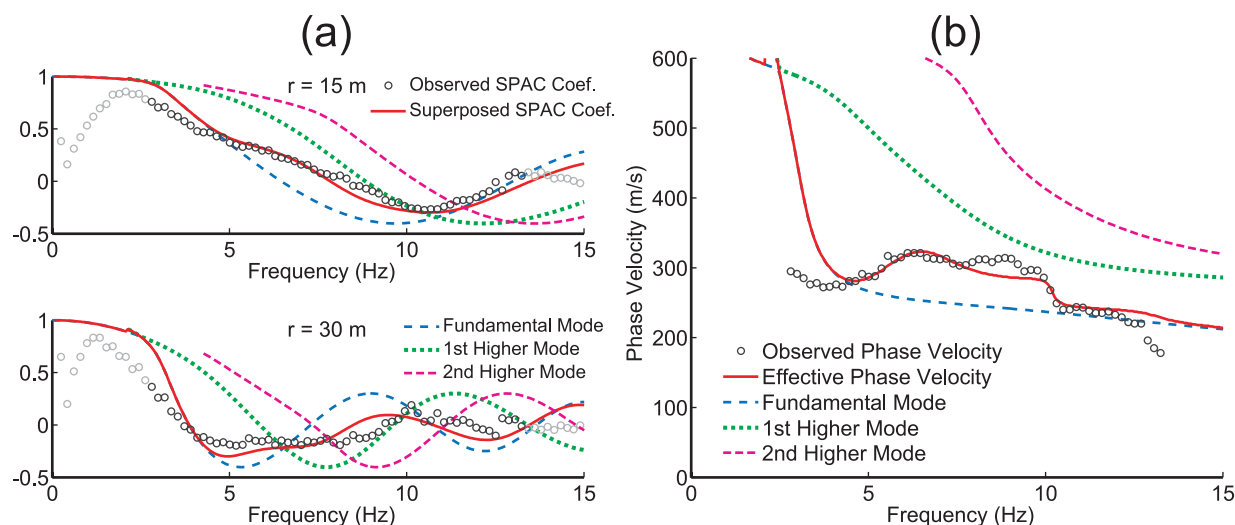 (a)
1
0.5
0
-0.5
r = 15 m
Observed SPAC Coef.
Superposed SPAC Coef.
0 5 10 15
Frequency (Hz)
1
0.5
0
-0.5
r = 30 m
Fundamental Mode
1st Higher Mode
2nd Higher Mode
0 5 10 15
Frequency (Hz)
(b)
Phase Velocity (m/s)
600
500
400
300
200
100
0
Observed Phase Velocity
Effective Phase Velocity
Fundamental Mode
1st Higher Mode
2nd Higher Mode
0 5 10 15
Frequency (Hz)